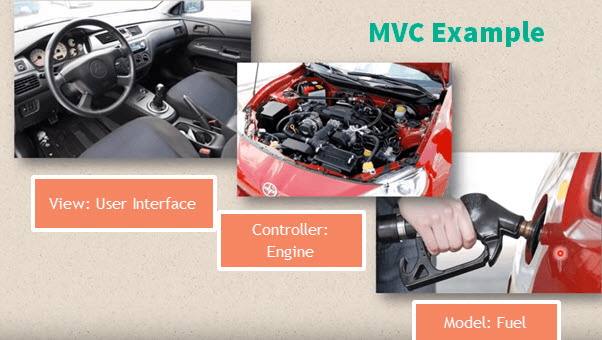 MVC Example
View: User Interface
Controller:
Engine
Model: Fuel